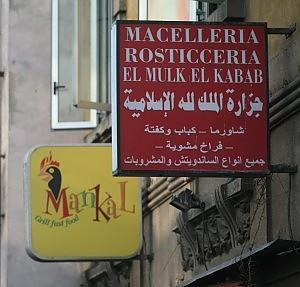 MACELLERIA
ROSTICCERIA
EL MULK EL KABAB
جزارة الملك لله الإسلامية
شاورما - كباب وكفتة
- فراخ مشوية -
جميع انواع الساندويتش والمشروبات
Mankal
Grill fast food